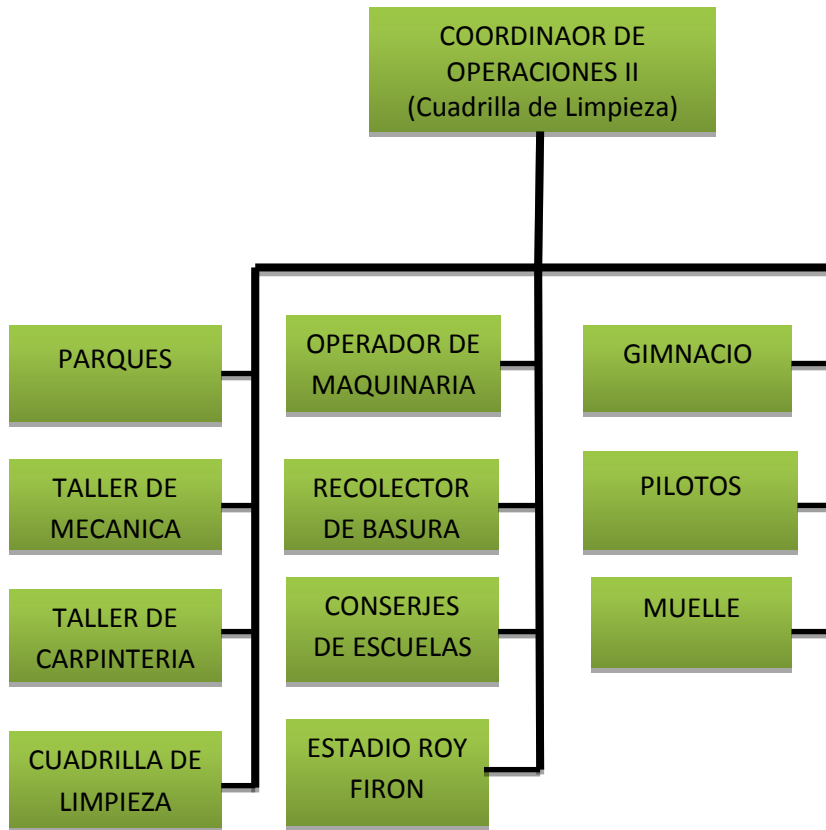 COORDINAOR DE
OPERACIONES II
(Cuadrilla de Limpieza)
PARQUES
TALLER DE
MECANICA
TALLER DE
CARPINTERIA
CUADRILLA DE
LIMPIEZA
OPERADOR DE
MAQUINARIA
RECOLECTOR
DE BASURA
CONSERJES
DE ESCUELAS
ESTADIO ROY
FIRON
GIMNACIO
PILOTOS
MUELLE